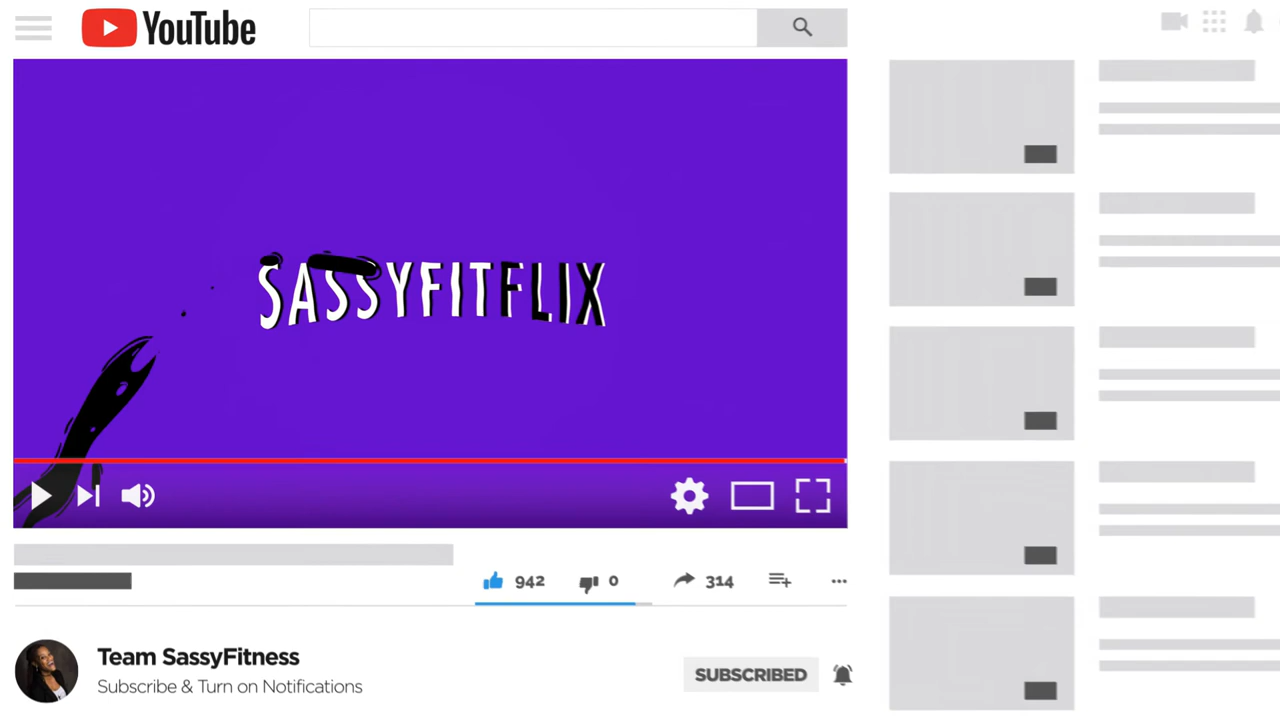 YouTube
SASSYFITFLIX
942 0 314
Team SassyFitness
Subscribe & Turn on Notifications
SUBSCRIBED